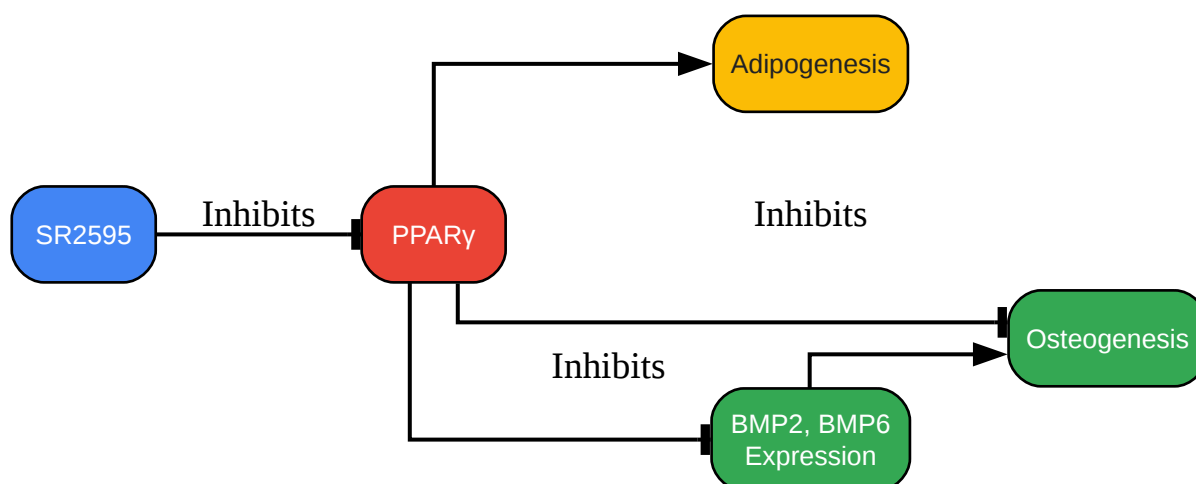 Adipogenesis
Inhibits
Inhibits
SR2595
PPARγ
Osteogenesis
Inhibits
BMP2, BMP6
Expression